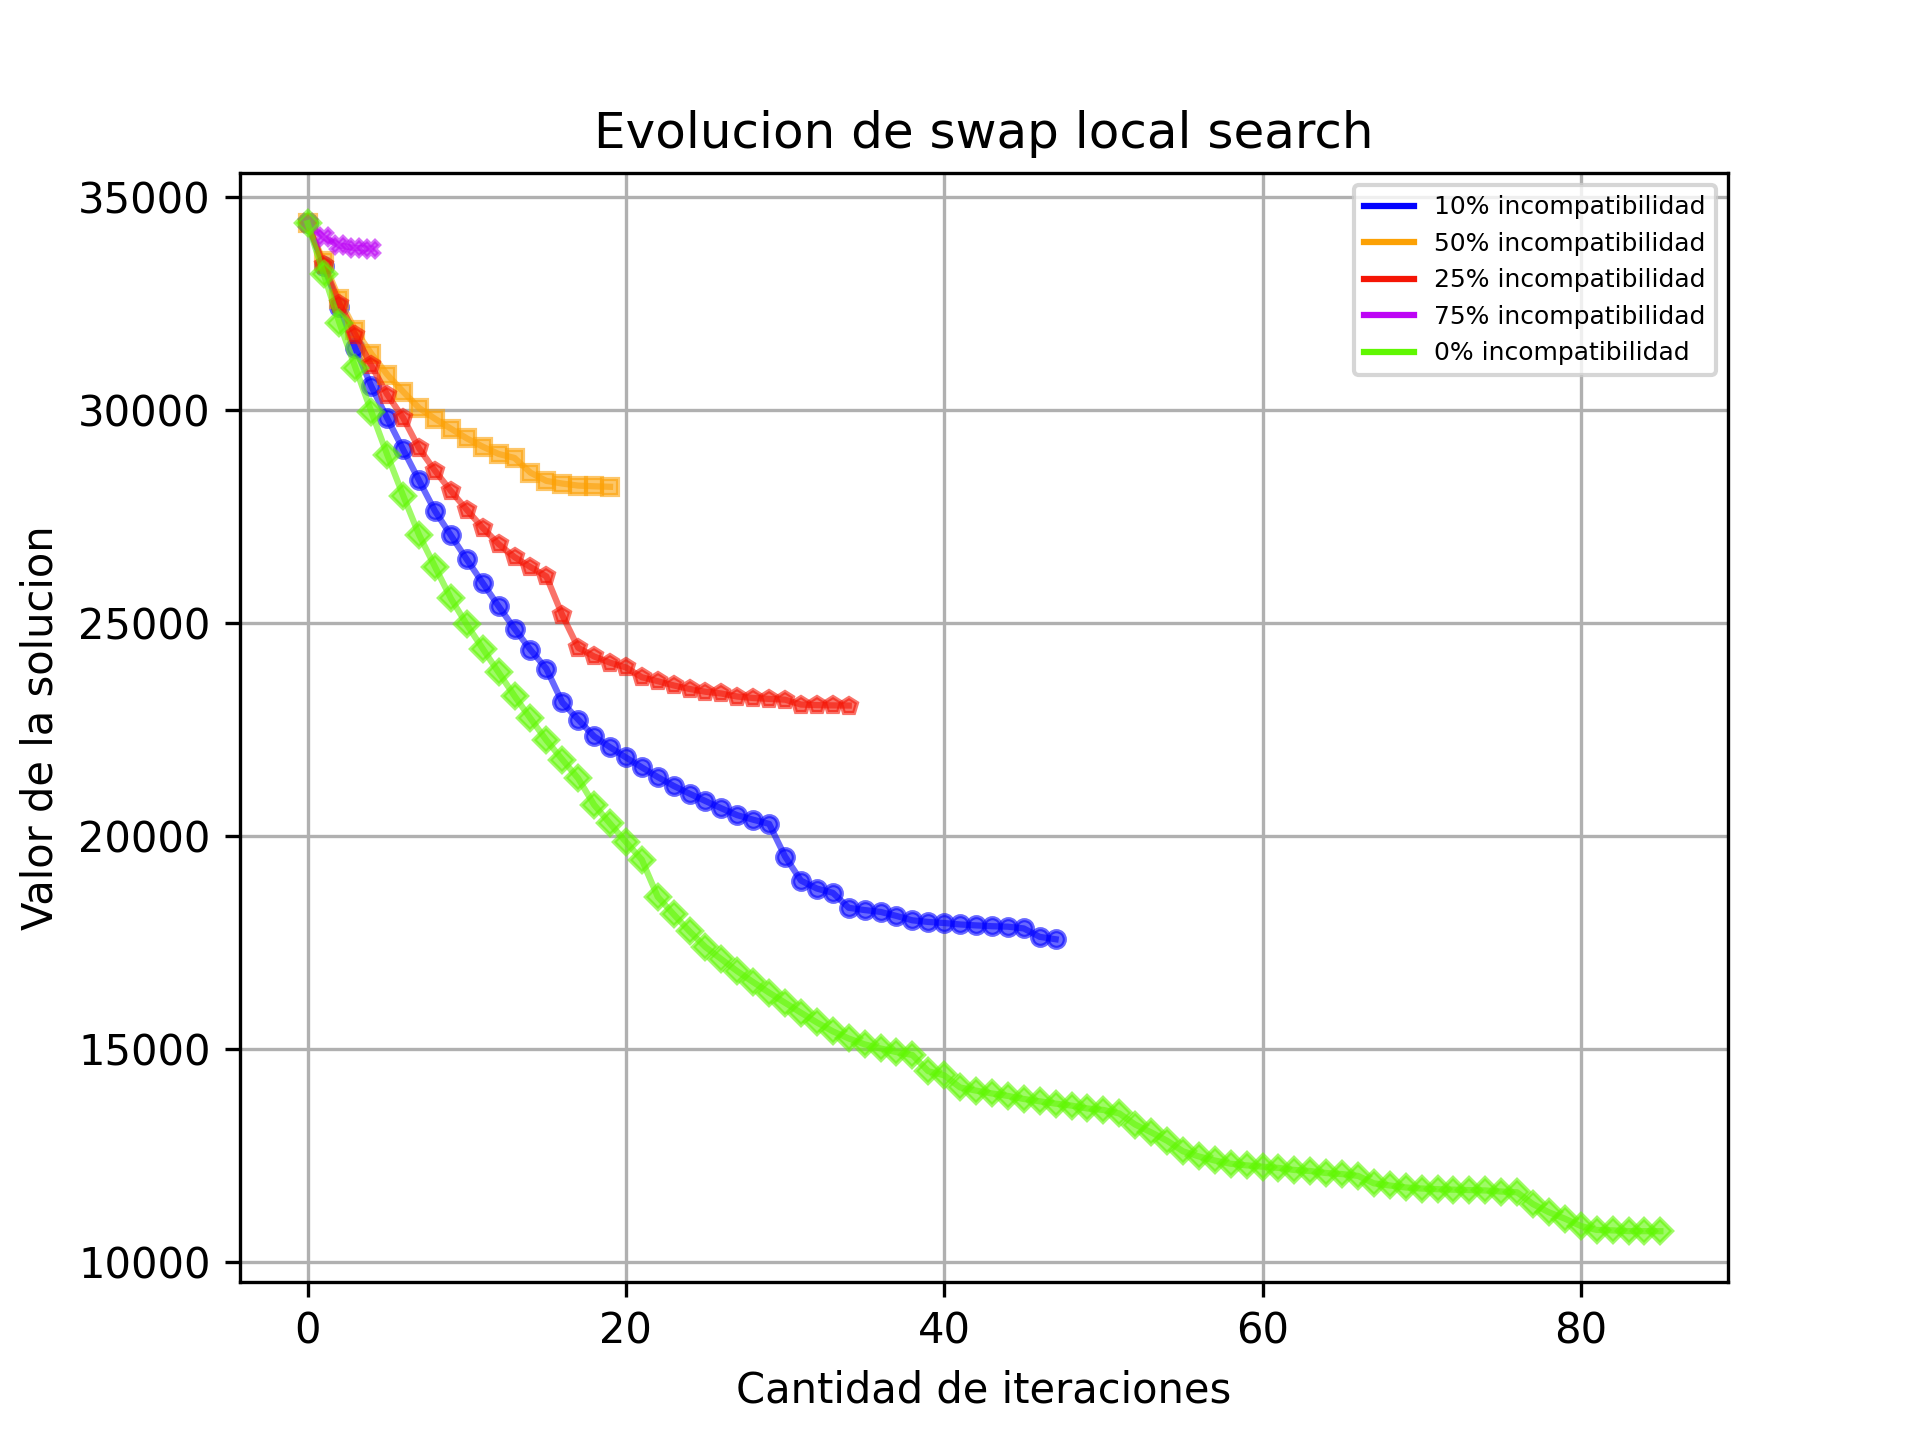 Evolucion de swap local search
35000
30000
25000
20000
15000
10000
Valor de la solucion
10% incompatibilidad
50% incompatibilidad
25% incompatibilidad
75% incompatibilidad
0% incompatibilidad
0 20 40 60 80
Cantidad de iteraciones